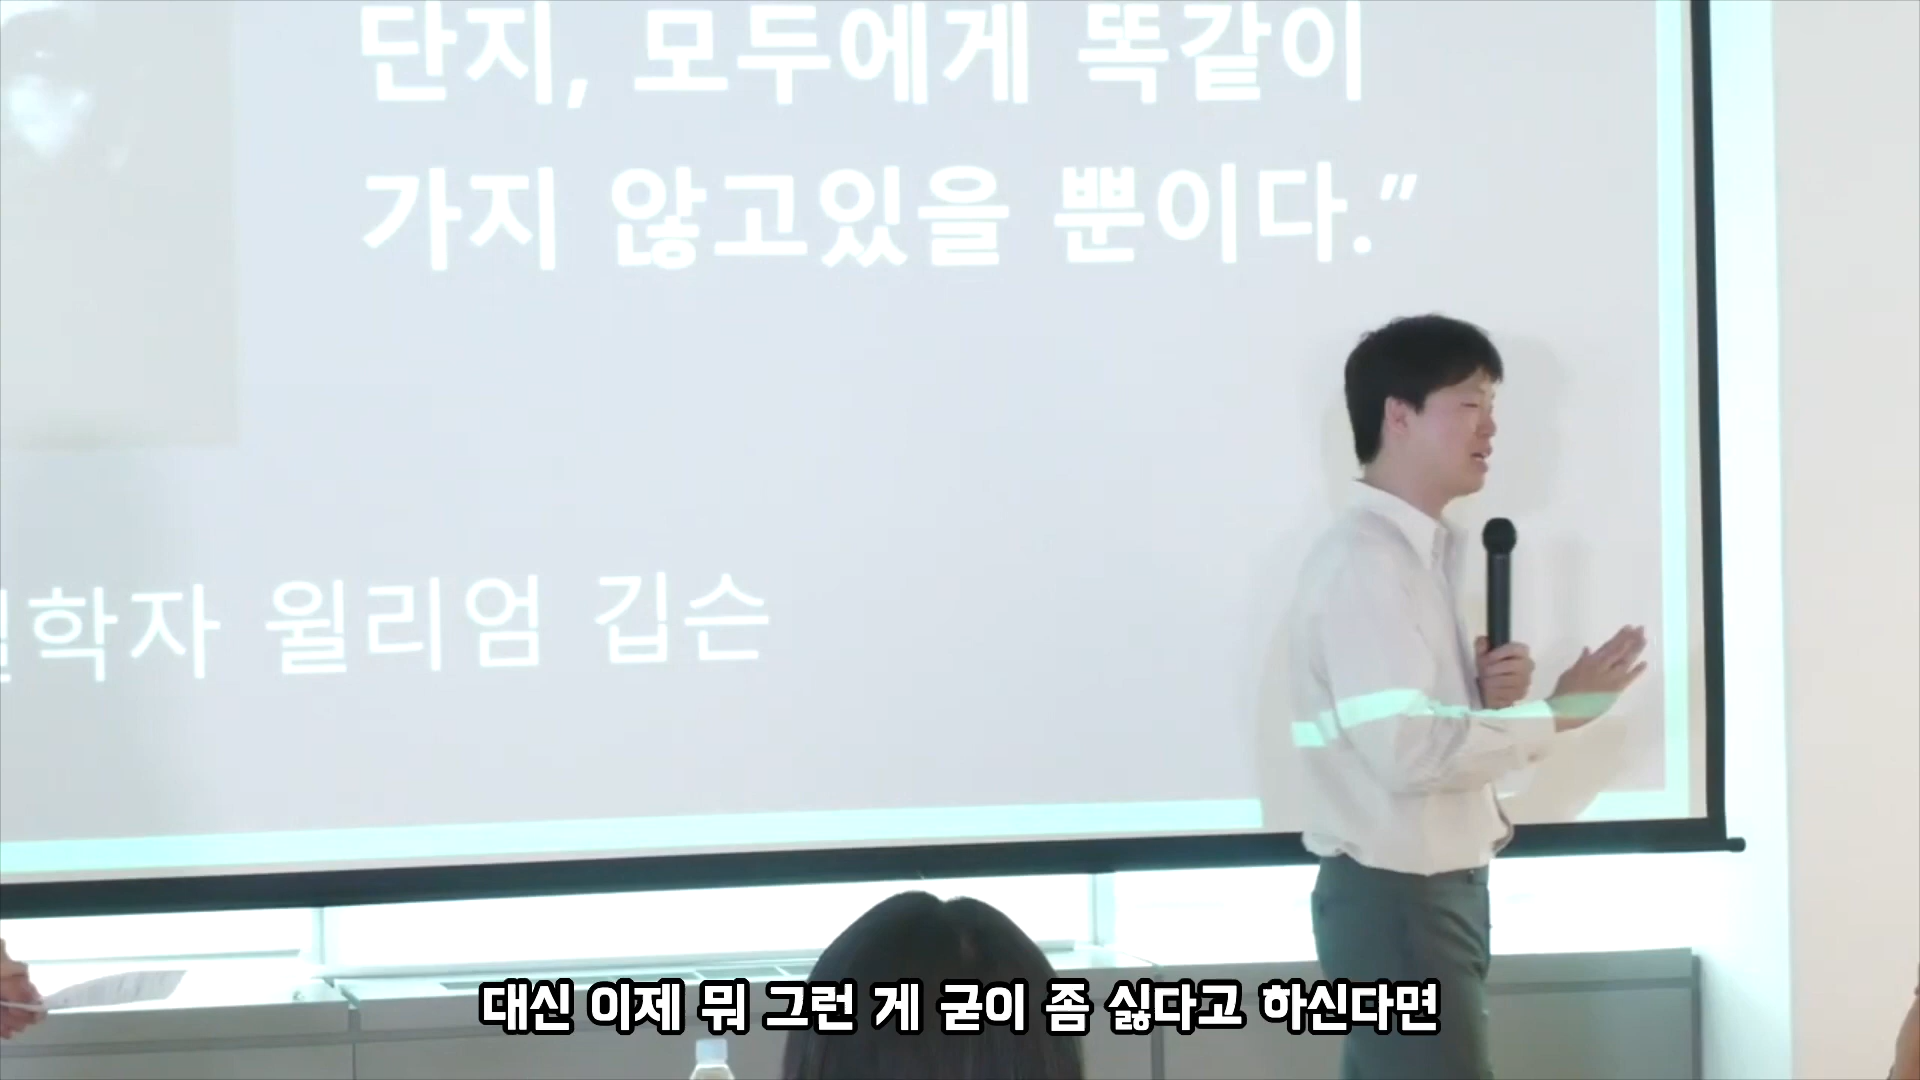 단지, 모두에게 똑같이
가지 않고있을 뿐이다.”
학자 윌리엄 깁슨
대신 이제 뭐 그런 게 굳이 좀 싫다고 하신다면